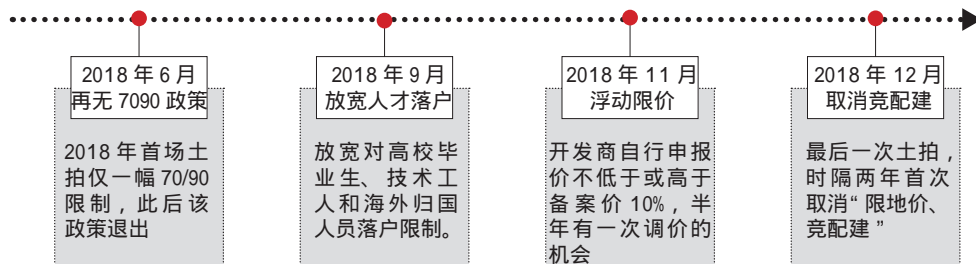 2018 年 6 月
再无 7090 政策
2018 年首场土
拍仅一幅 70/90
限制，此后该
政策退出
2018 年 9 月
放宽人才落户
放宽对高校毕
业生、技术工
人和海外归国
人员落户限制。
2018 年 11 月
浮动限价
开发商自行申报
价不低于或高于
备案价 10%，半
年有一次调价的
机会
2018 年 12 月
取消竞配建
最后一次土拍，
时隔两年首次
取消“限地价、
竞配建”